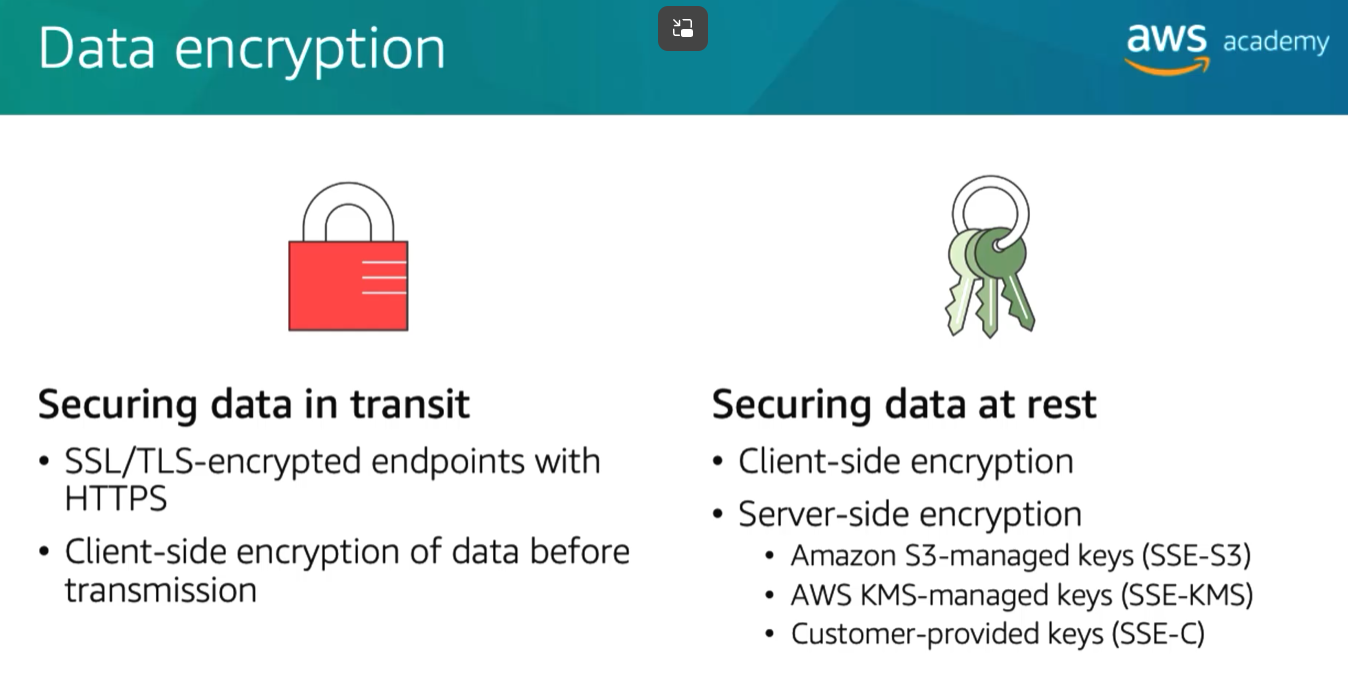 Data encryption
aws academy
Securing data in transit
• SSL/TLS-encrypted endpoints with
HTTPS
• Client-side encryption of data before
transmission
Securing data at rest
• Client-side encryption
• Server-side encryption
• Amazon S3-managed keys (SSE-S3)
• AWS KMS-managed keys (SSE-KMS)
• Customer-provided keys (SSE-C)